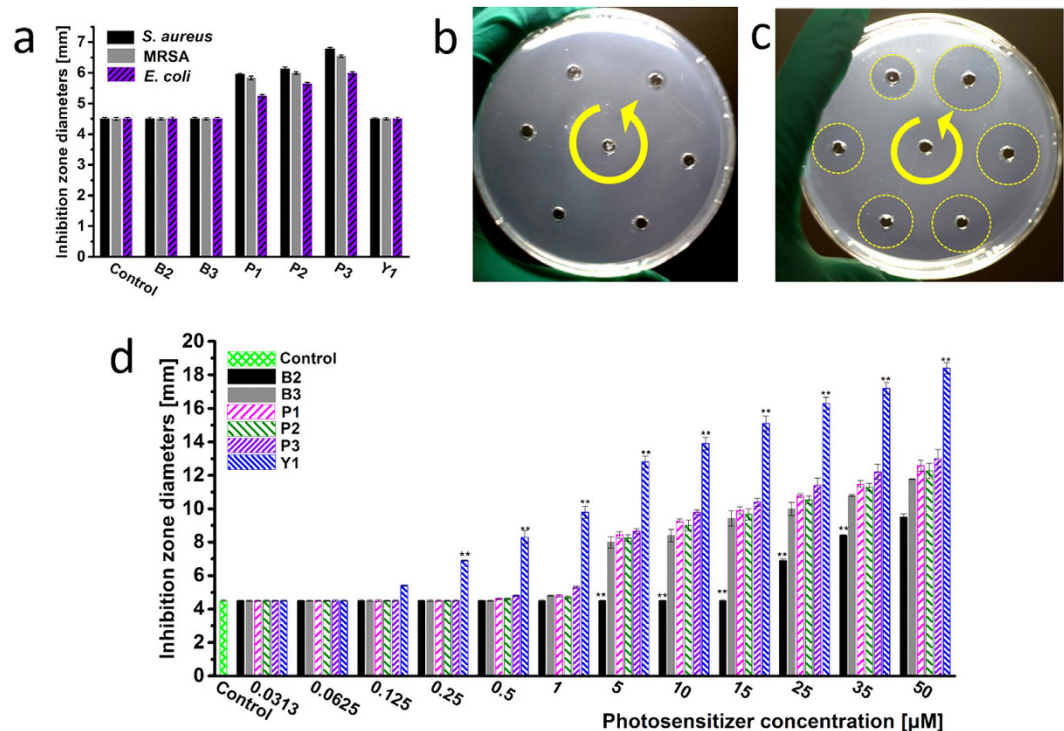 a
S. aureus
MRSA
E. coli
Inhibition zone diameters [mm]
7
6
5
4
3
2
1
0
Control B2 B3 P1 P2 P3 Y1
b
c
d
Control
B2
B3
P1
P2
P3
Y1
Inhibition zone diameters [mm]
20
18
16
14
12
10
8
6
4
2
0
** ** ** ** ** ** ** ** **
** ** ** ** **
Control 0.0313 0.0625 0.125 0.25 0.5 1 5 10 15 25 35 50
Photosensitizer concentration [µM]